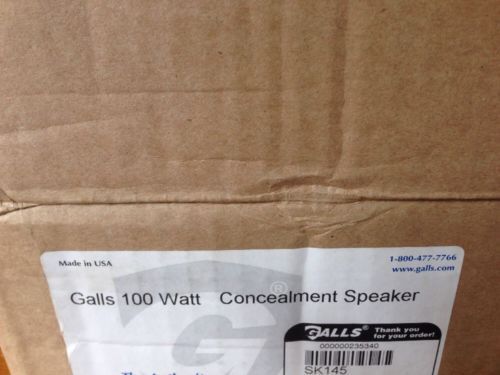 Made in USA
1-800-477-7766
www.galls.com
Galls 100 Watt Concealment Speaker
GALLS® Thank you for your order!
000000235340
SK145